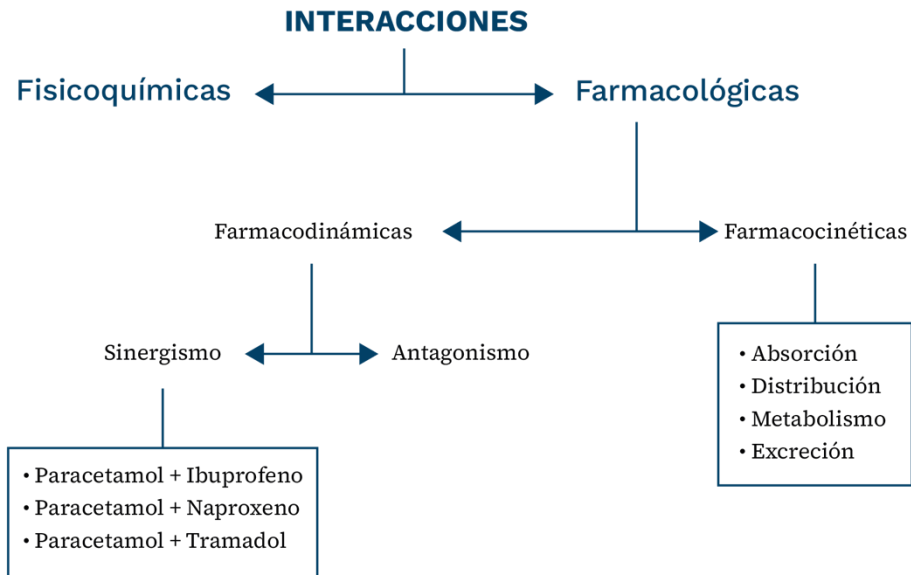 INTERACCIONES
Fisicoquímicas
Farmacológicas
Farmacodinámicas
Farmacocinéticas
Sinergismo
Antagonismo
• Absorción
• Distribución
• Metabolismo
• Excreción
• Paracetamol + Ibuprofeno
• Paracetamol + Naproxeno
• Paracetamol + Tramadol